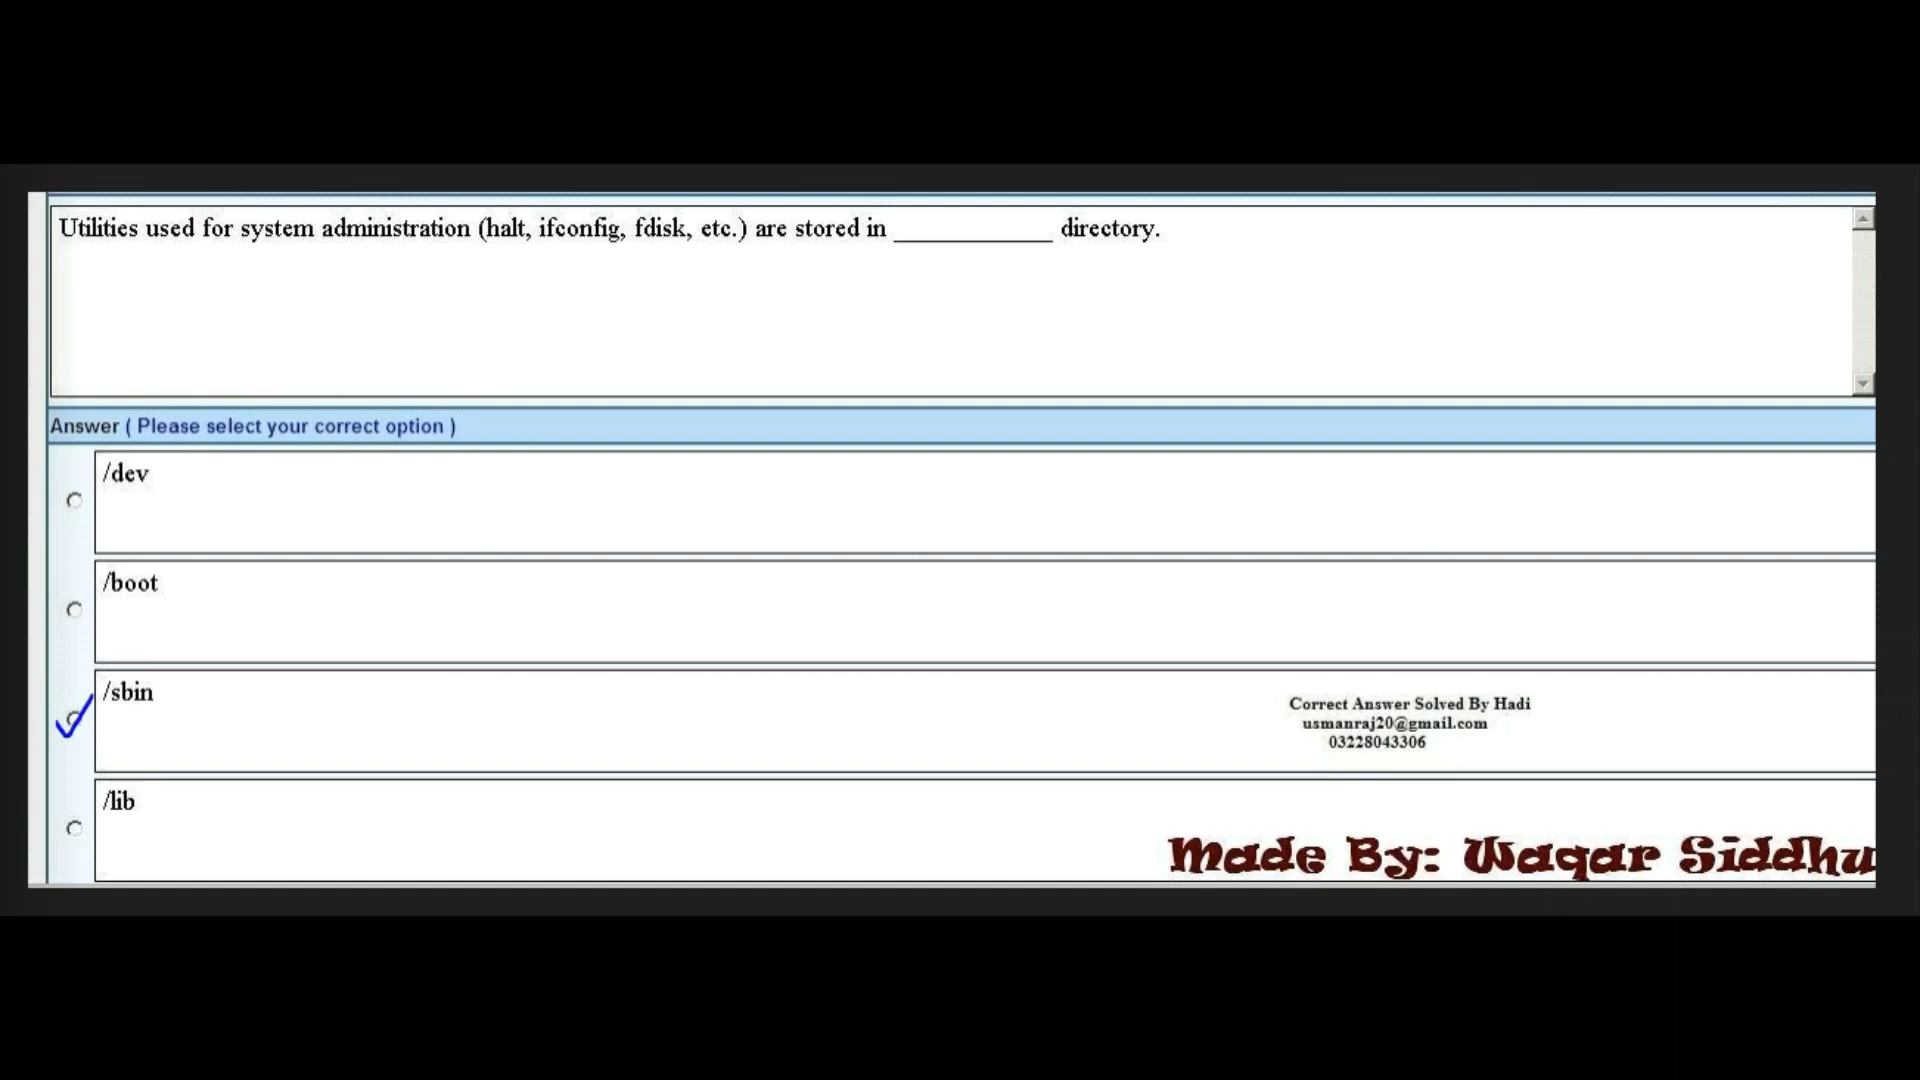 Utilities used for system administration (halt, ifconfig, fdisk, etc.) are stored in ____________ directory.
Answer ( Please select your correct option )
/dev
/boot
/sbin
Correct Answer Solved By Hadi
usmanraj20@gmail.com
03228043306
/lib
Made By: Waqar Siddhu